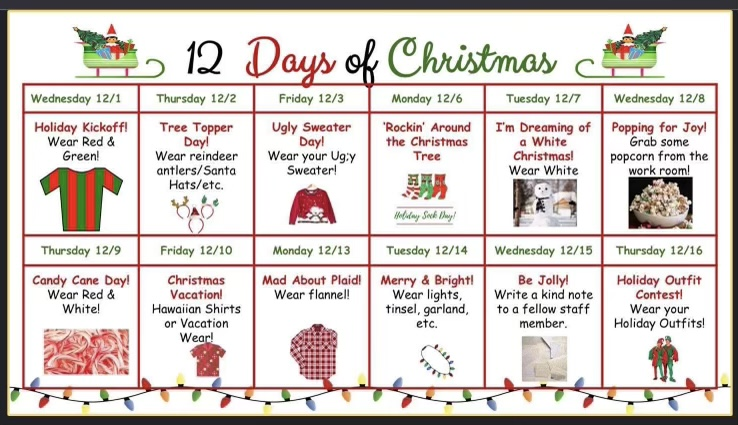 12 Days of Christmas
Wednesday 12/1
Thursday 12/2
Friday 12/3
Monday 12/6
Tuesday 12/7
Wednesday 12/8
Holiday Kickoff!
Wear Red &
Green!
Tree Topper
Day!
Wear reindeer
antlers/Santa
Hats/etc.
Ugly Sweater
Day!
Wear your Ug;y
Sweater!
'Rockin' Around
the Christmas
Tree
Holiday Sock Day!
I'm Dreaming of
a White
Christmas!
Wear White
Popping for Joy!
Grab some
popcorn from the
work room!
Thursday 12/9
Friday 12/10
Monday 12/13
Tuesday 12/14
Wednesday 12/15
Thursday 12/16
Candy Cane Day!
Wear Red &
White!
Christmas
Vacation!
Hawaiian Shirts
or Vacation
Wear!
Mad About Plaid!
Wear flannel!
Merry & Bright!
Wear lights,
tinsel, garland,
etc.
Be Jolly!
Write a kind note
to a fellow staff
member.
Holiday Outfit
Contest!
Wear your
Holiday Outfits!